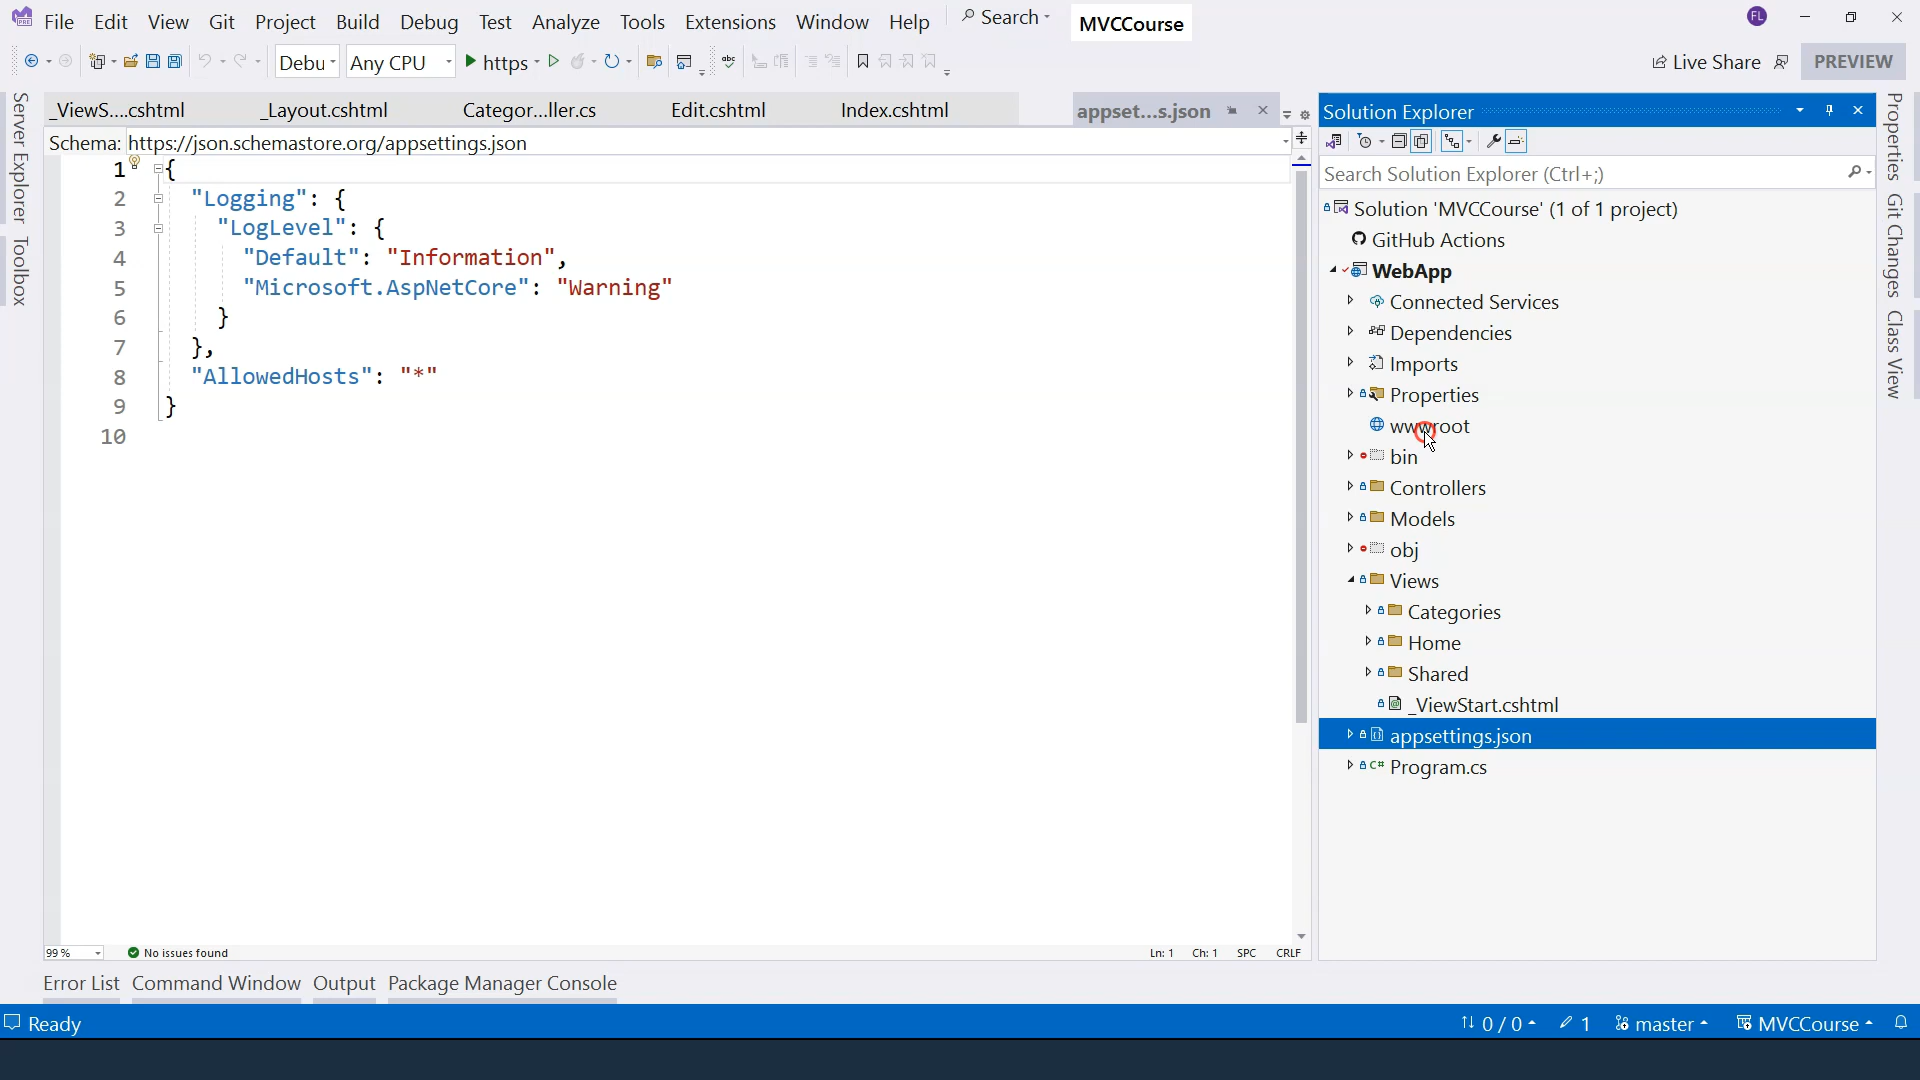 File Edit View Git Project Build Debug Test Analyze Tools Extensions Window Help Search MVCCourse FL
Debu Any CPU https Live Share PREVIEW
_ViewS....cshtml _Layout.cshtml Categor...ller.cs Edit.cshtml Index.cshtml appset...s.json
Schema: https://json.schemastore.org/appsettings.json
1 {
2 "Logging": {
3 "LogLevel": {
4 "Default": "Information",
5 "Microsoft.AspNetCore": "Warning"
6 }
7 },
8 "AllowedHosts": "*"
9 }
10
99 % No issues found Ln: 1 Ch: 1 SPC CRLF
Server Explorer
Toolbox
Solution Explorer
Search Solution Explorer (Ctrl+;)
Solution 'MVCCourse' (1 of 1 project)
GitHub Actions
WebApp
Connected Services
Dependencies
Imports
Properties
wwwroot
bin
Controllers
Models
obj
Views
Categories
Home
Shared
_ViewStart.cshtml
appsettings.json
C# Program.cs
Properties
Git Changes
Class View
Error List Command Window Output Package Manager Console
Ready 0 / 0 1 master MVCCourse